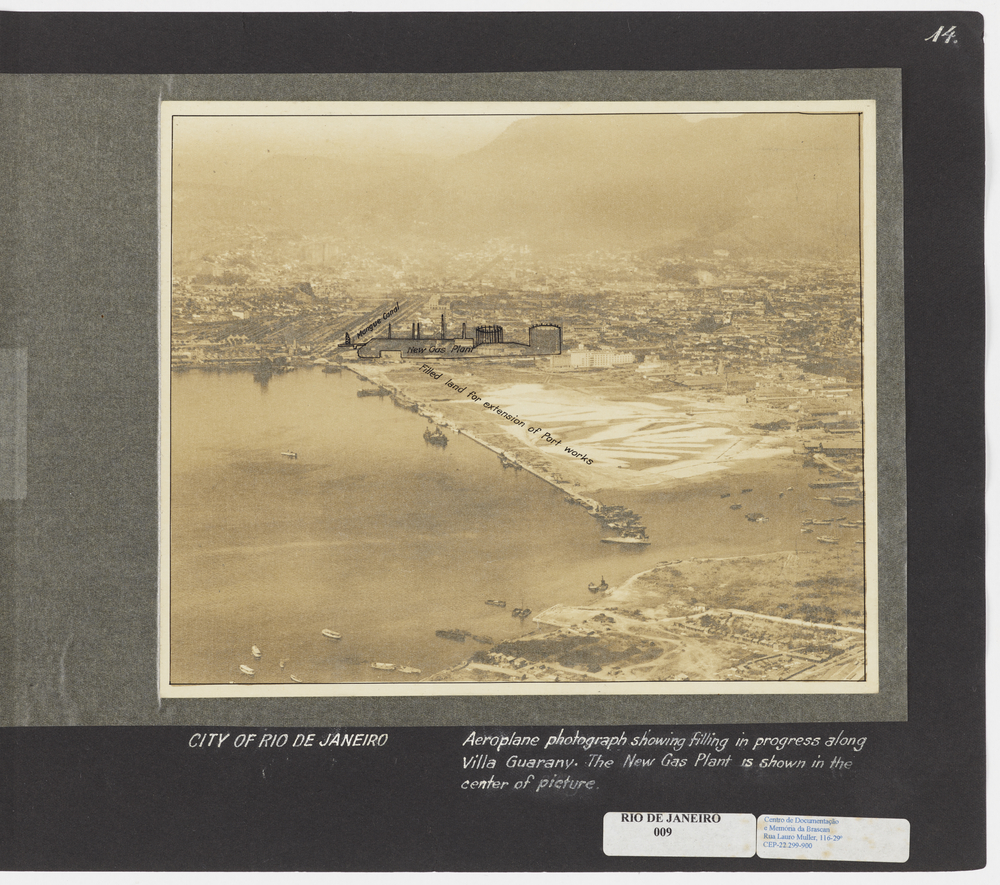 14.
Mangue Canal
New Gas Plant
Filled land for extension of Port works
CITY OF RIO DE JANEIRO
Aeroplane photograph showing filling in progress along
Villa Guarany. The New Gas Plant is shown in the
center of picture.
RIO DE JANEIRO
009
Centro de Documentação
e Memória da Brascan
Rua Lauro Muller, 116-29º
CEP-22.299-900